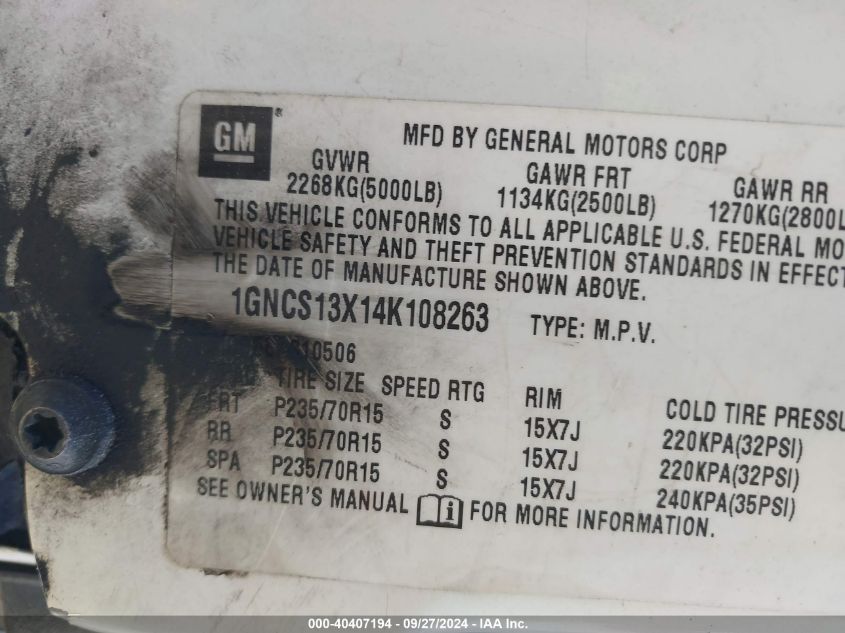 GM
MFD BY GENERAL MOTORS CORP
GVWR GAWR FRT GAWR RR
2268KG(5000LB) 1134KG(2500LB) 1270KG(2800L
THIS VEHICLE CONFORMS TO ALL APPLICABLE U.S. FEDERAL MO
VEHICLE SAFETY AND THEFT PREVENTION STANDARDS IN EFFECT
THE DATE OF MANUFACTURE SHOWN ABOVE.
1GNCS13X14K108263 TYPE: M.P.V.
10506
TIRE SIZE SPEED RTG RIM COLD TIRE PRESSU
FRT P235/70R15 S 15X7J 220KPA(32PSI)
RR P235/70R15 S 15X7J 220KPA(32PSI)
SPA P235/70R15 S 15X7J 240KPA(35PSI)
SEE OWNER'S MANUAL i FOR MORE INFORMATION.
000-40407194 - 09/27/2024 - IAA Inc.